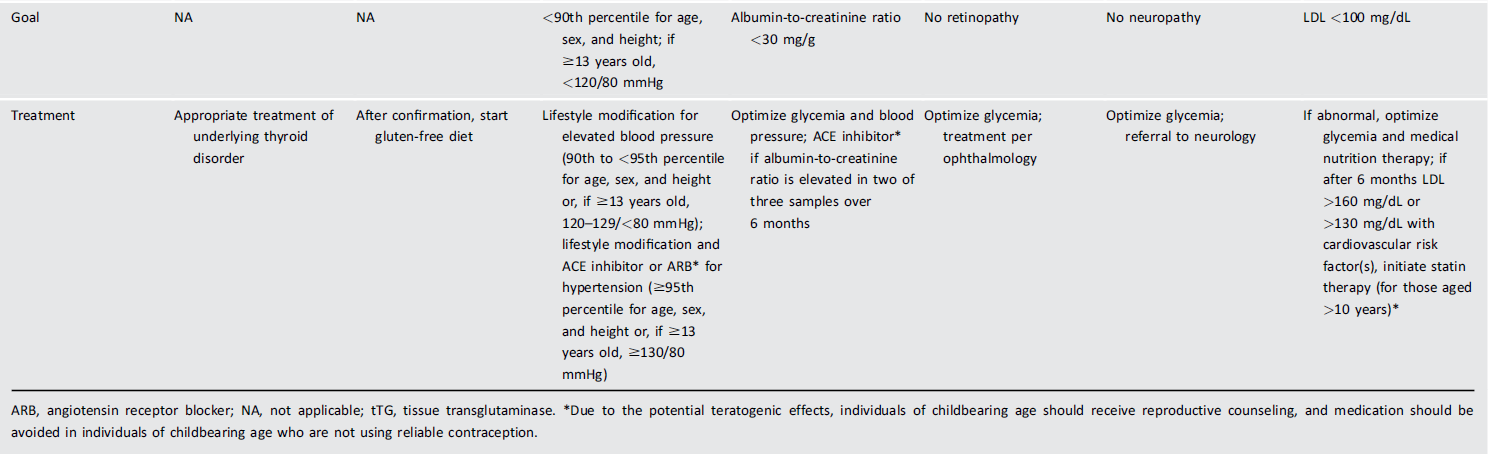 Goal
NA
NA
<90th percentile for age,
sex, and height; if
≥13 years old,
<120/80 mmHg
Albumin-to-creatinine ratio
<30 mg/g
No retinopathy
No neuropathy
LDL <100 mg/dL
Treatment
Appropriate treatment of
underlying thyroid
disorder
After confirmation, start
gluten-free diet
Lifestyle modification for
elevated blood pressure
(90th to <95th percentile
for age, sex, and height
or, if ≥13 years old,
120–129/<80 mmHg);
lifestyle modification and
ACE inhibitor or ARB* for
hypertension (≥95th
percentile for age, sex,
and height or, if ≥13
years old, ≥130/80
mmHg)
Optimize glycemia and blood
pressure; ACE inhibitor*
if albumin-to-creatinine
ratio is elevated in two of
three samples over
6 months
Optimize glycemia;
treatment per
ophthalmology
Optimize glycemia;
referral to neurology
If abnormal, optimize
glycemia and medical
nutrition therapy; if
after 6 months LDL
>160 mg/dL or
>130 mg/dL with
cardiovascular risk
factor(s), initiate statin
therapy (for those aged
>10 years)*
ARB, angiotensin receptor blocker; NA, not applicable; tTG, tissue transglutaminase. *Due to the potential teratogenic effects, individuals of childbearing age should receive reproductive counseling, and medication should be
avoided in individuals of childbearing age who are not using reliable contraception.